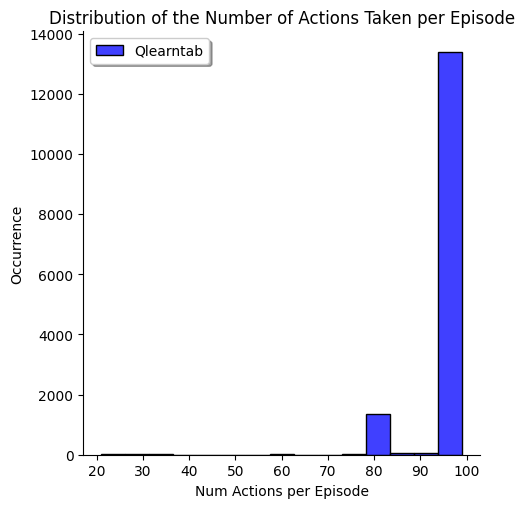 Distribution of the Number of Actions Taken per Episode
14000
12000
10000
8000
6000
4000
2000
0
Occurrence
Qlearntab
20 30 40 50 60 70 80 90 100
Num Actions per Episode